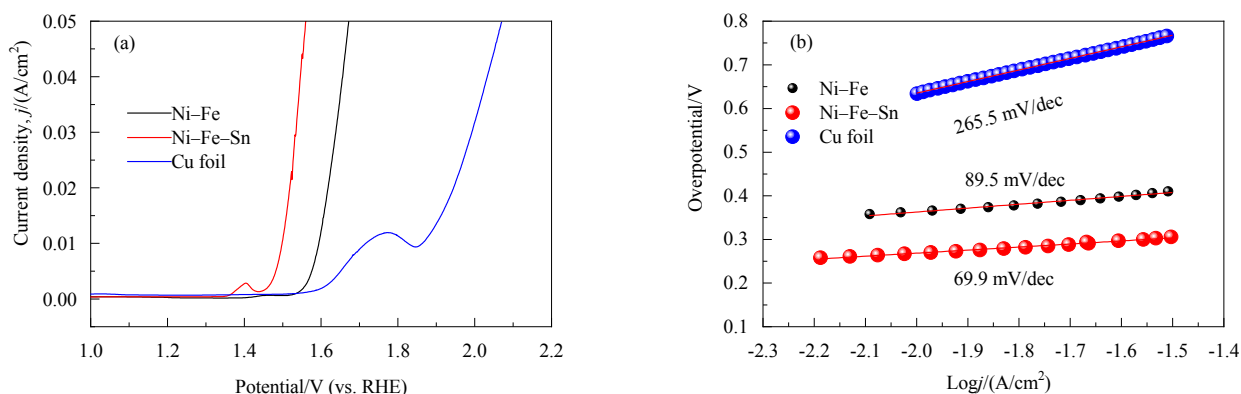 (a)
Current density, j/(A/cm²)
0.05
0.04
0.03
0.02
0.01
0.00
Ni–Fe
Ni–Fe–Sn
Cu foil
1.0 1.2 1.4 1.6 1.8 2.0 2.2
Potential/V (vs. RHE)
(b)
Overpotential/V
0.8
0.7
0.6
0.5
0.4
0.3
0.2
0.1
Ni–Fe
Ni–Fe–Sn
Cu foil
265.5 mV/dec
89.5 mV/dec
69.9 mV/dec
-2.3 -2.2 -2.1 -2.0 -1.9 -1.8 -1.7 -1.6 -1.5 -1.4
Logj/(A/cm²)